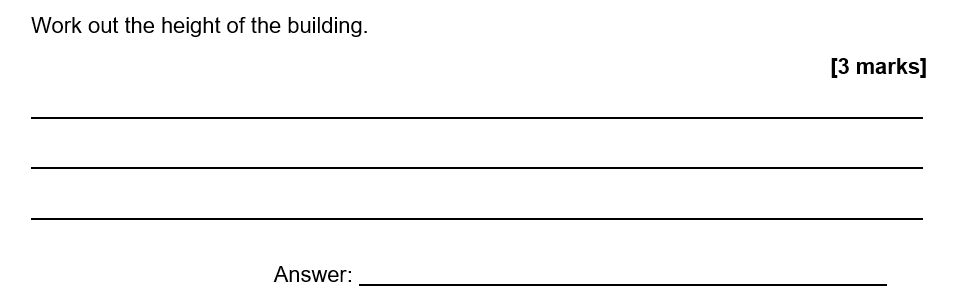 Work out the height of the building.
[3 marks]
Answer: